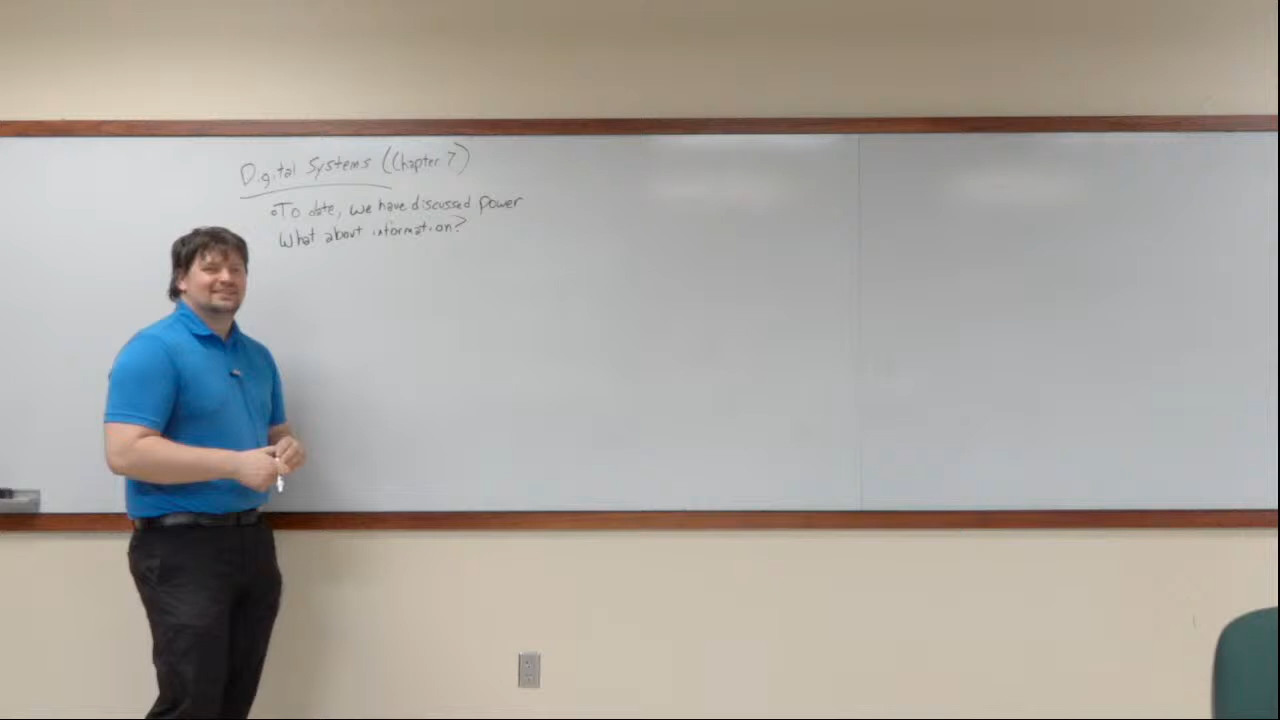 Digital Systems (Chapter 7)
• To date, we have discussed power
What about information?